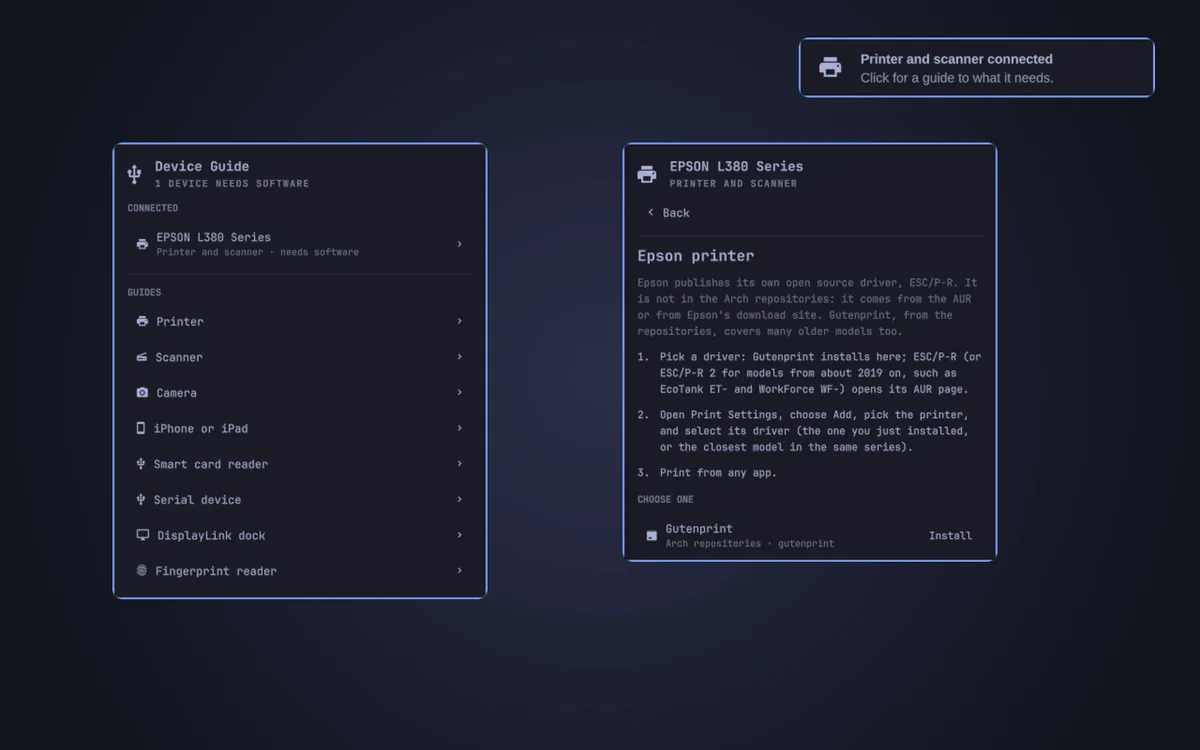 Printer and scanner connected
Click for a guide to what it needs.
Device Guide
1 DEVICE NEEDS SOFTWARE
CONNECTED
EPSON L380 Series
Printer and scanner · needs software
GUIDES
Printer
Scanner
Camera
iPhone or iPad
Smart card reader
Serial device
DisplayLink dock
Fingerprint reader
EPSON L380 Series
PRINTER AND SCANNER
Back
Epson printer
Epson publishes its own open source driver, ESC/P-R. It
is not in the Arch repositories: it comes from the AUR
or from Epson's download site. Gutenprint, from the
repositories, covers many older models too.
1. Pick a driver: Gutenprint installs here; ESC/P-R (or
ESC/P-R 2 for models from about 2019 on, such as
EcoTank ET- and WorkForce WF-) opens its AUR page.
2. Open Print Settings, choose Add, pick the printer,
and select its driver (the one you just installed,
or the closest model in the same series).
3. Print from any app.
CHOOSE ONE
Gutenprint
Arch repositories · gutenprint
Install